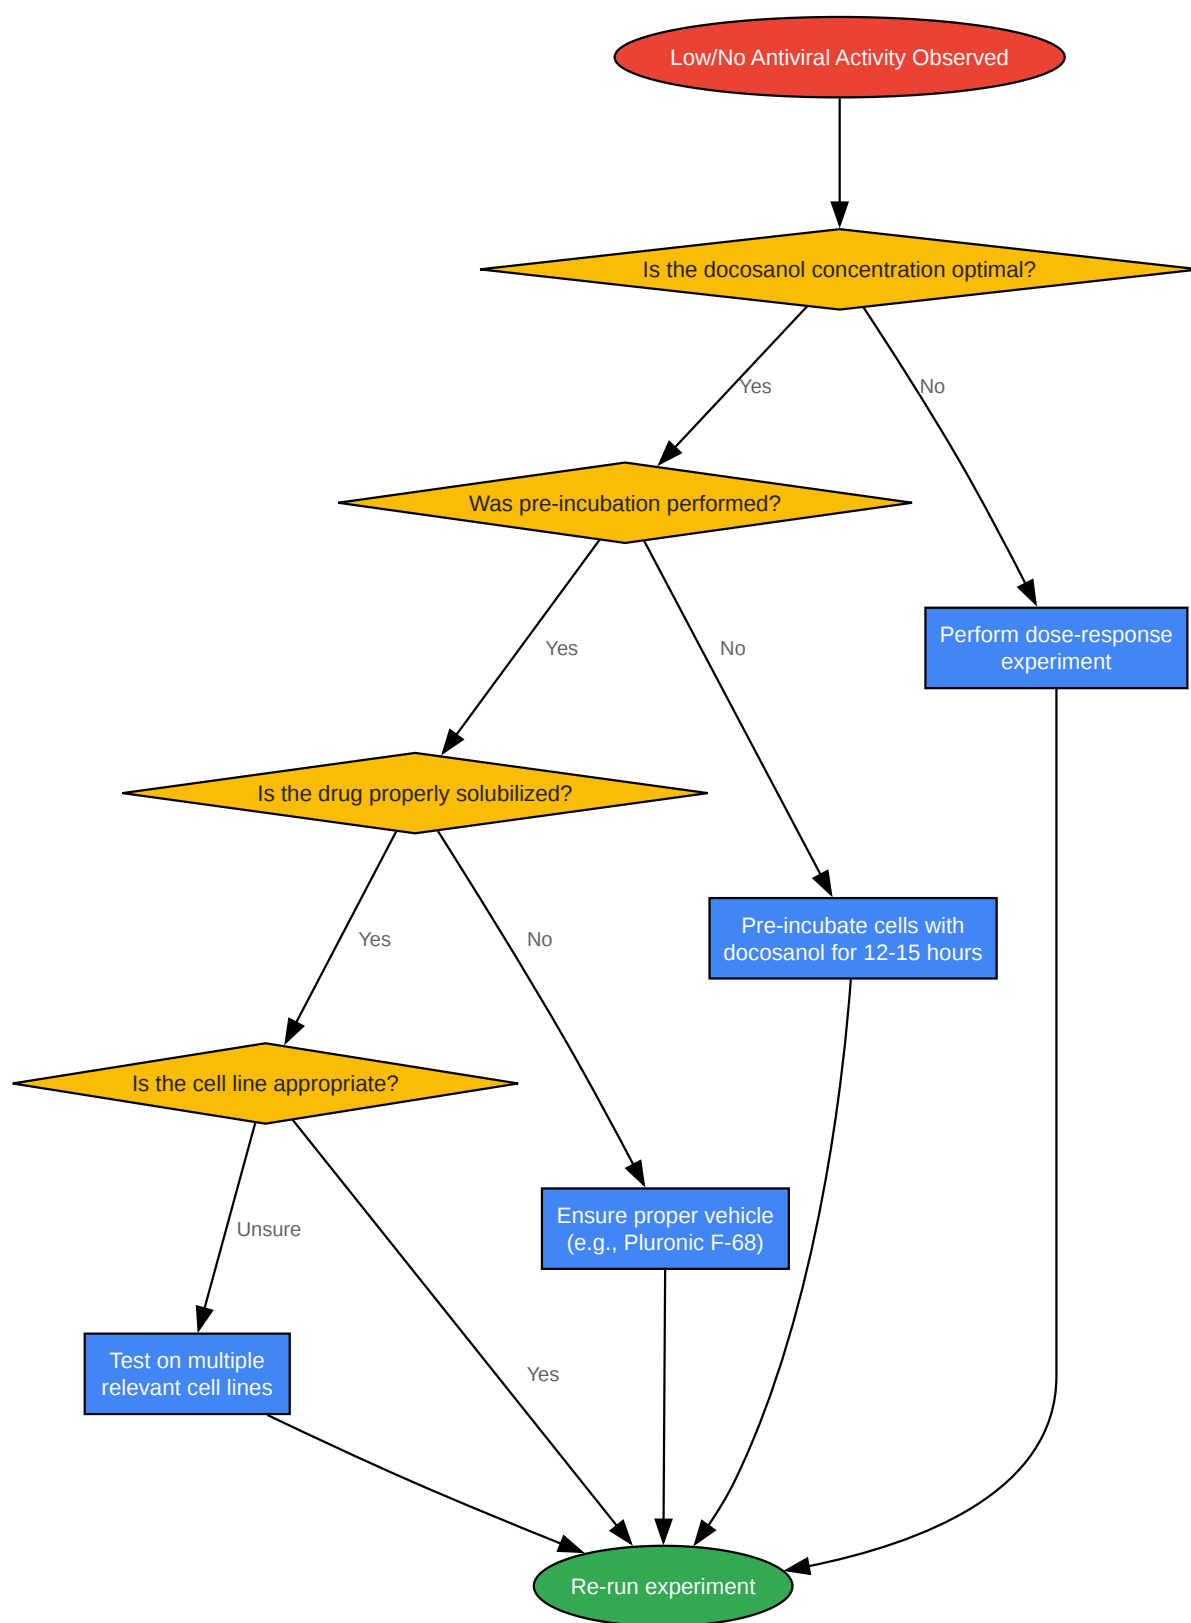 Low/No Antiviral Activity Observed
Is the docosanol concentration optimal?
Yes
No
Was pre-incubation performed?
Yes
No
Perform dose-response
experiment
Is the drug properly solubilized?
Yes
No
Pre-incubate cells with
docosanol for 12-15 hours
Is the cell line appropriate?
Unsure
Yes
Ensure proper vehicle
(e.g., Pluronic F-68)
Test on multiple
relevant cell lines
Re-run experiment